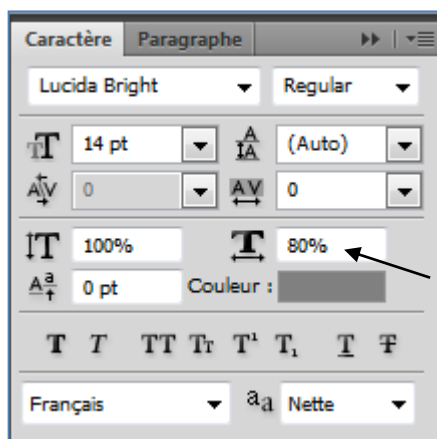 Caractère Paragraphe
Lucida Bright Regular
14 pt (Auto)
0 0
100% 80%
0 pt Couleur :
T T TT Tт T¹ T₁ T T
Français aa Nette